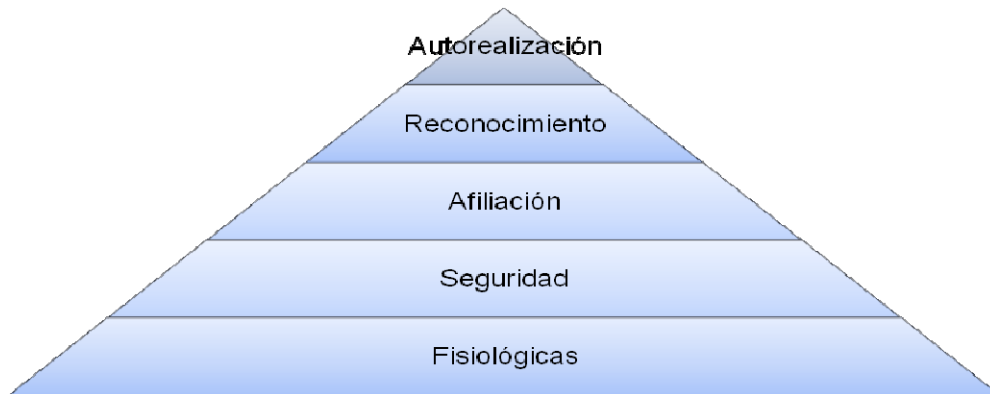 Autorealización
Reconocimiento
Afiliación
Seguridad
Fisiológicas